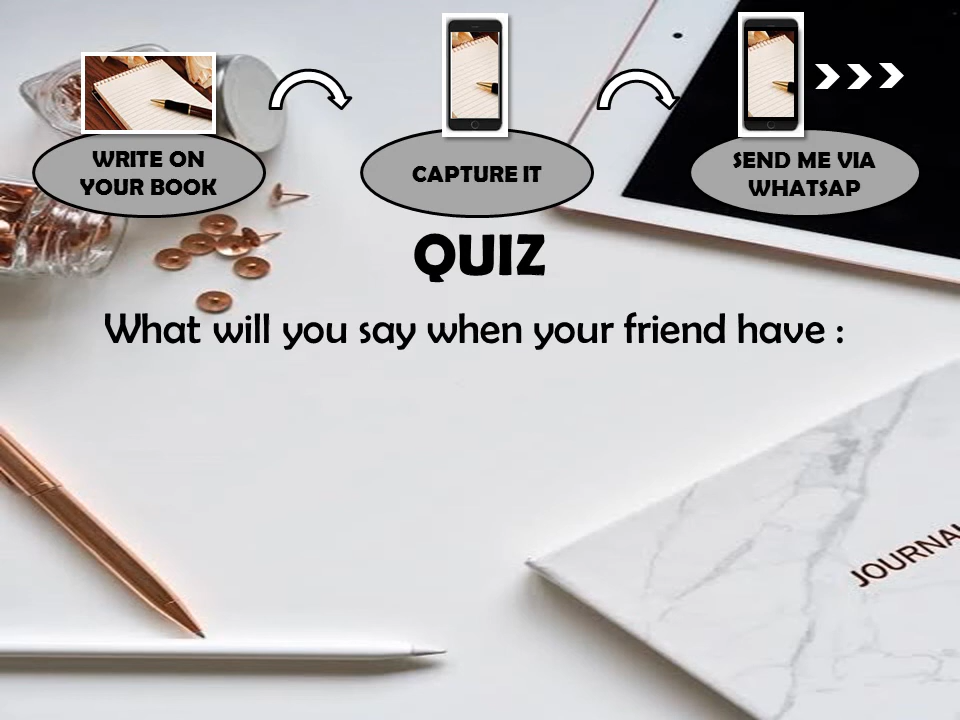 WRITE ON
YOUR BOOK
CAPTURE IT
SEND ME VIA
WHATSAP
QUIZ
What will you say when your friend have :
JOURNAL